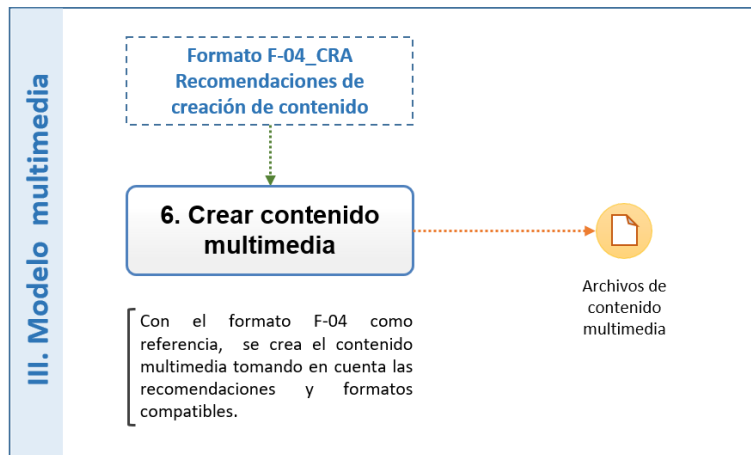 III. Modelo multimedia
Formato F-04_CRA
Recomendaciones de
creación de contenido
6. Crear contenido
multimedia
Archivos de
contenido
multimedia
Con el formato F-04 como
referencia, se crea el contenido
multimedia tomando en cuenta las
recomendaciones y formatos
compatibles.